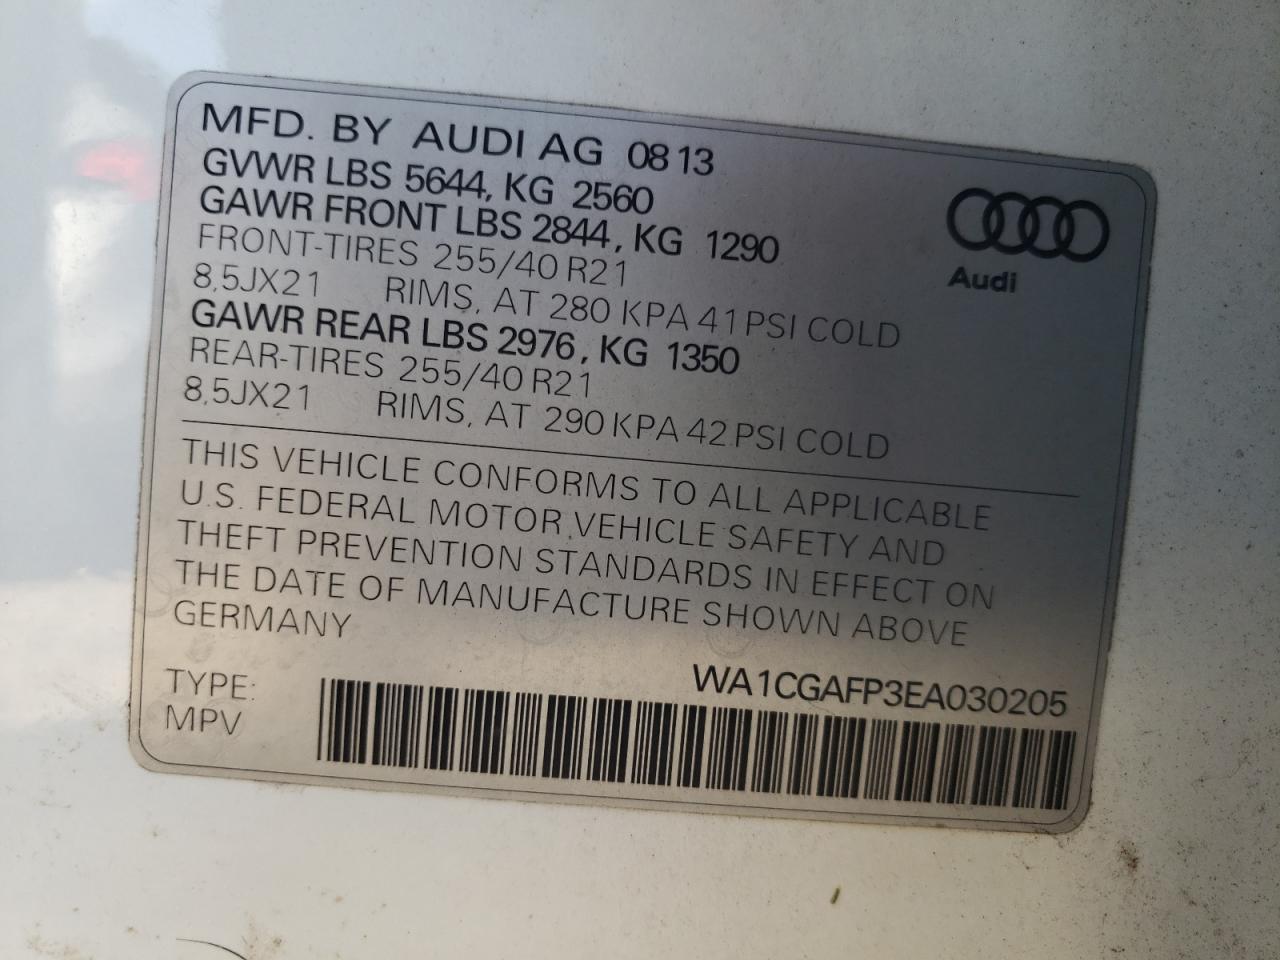 MFD. BY AUDI AG 08 13
GVWR LBS 5644, KG 2560
GAWR FRONT LBS 2844, KG 1290
FRONT-TIRES 255/40 R21
8,5JX21 RIMS, AT 280 KPA 41 PSI COLD
GAWR REAR LBS 2976, KG 1350
REAR-TIRES 255/40 R21
8,5JX21 RIMS, AT 290 KPA 42 PSI COLD
Audi
THIS VEHICLE CONFORMS TO ALL APPLICABLE
U.S. FEDERAL MOTOR VEHICLE SAFETY AND
THEFT PREVENTION STANDARDS IN EFFECT ON
THE DATE OF MANUFACTURE SHOWN ABOVE
GERMANY
WA1CGAFP3EA030205
TYPE:
MPV